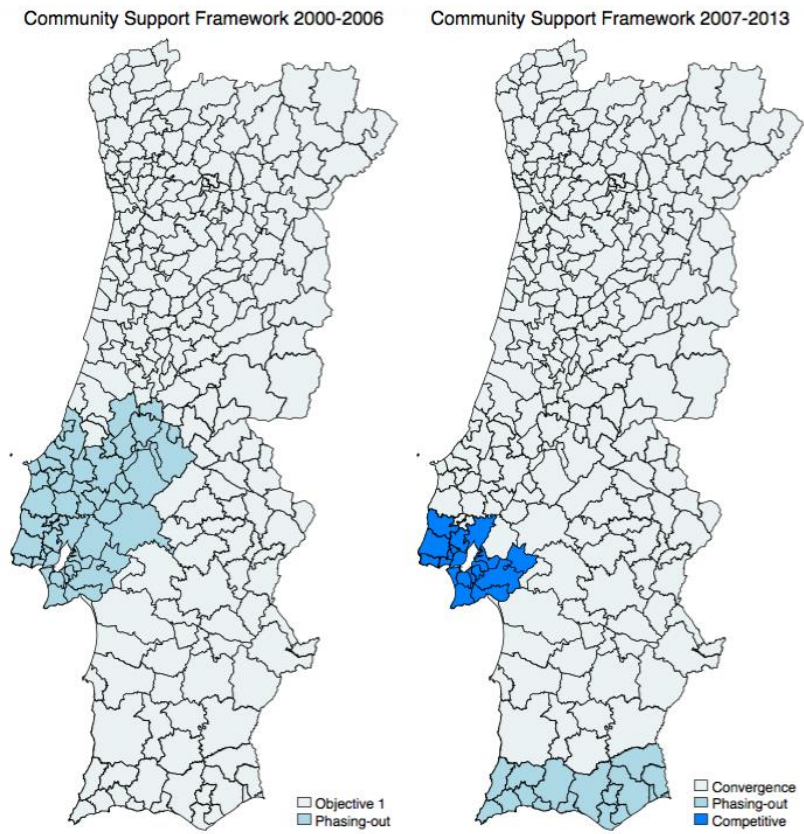 Community Support Framework 2000-2006
Community Support Framework 2007-2013
Objective 1
Phasing-out
Convergence
Phasing-out
Competitive